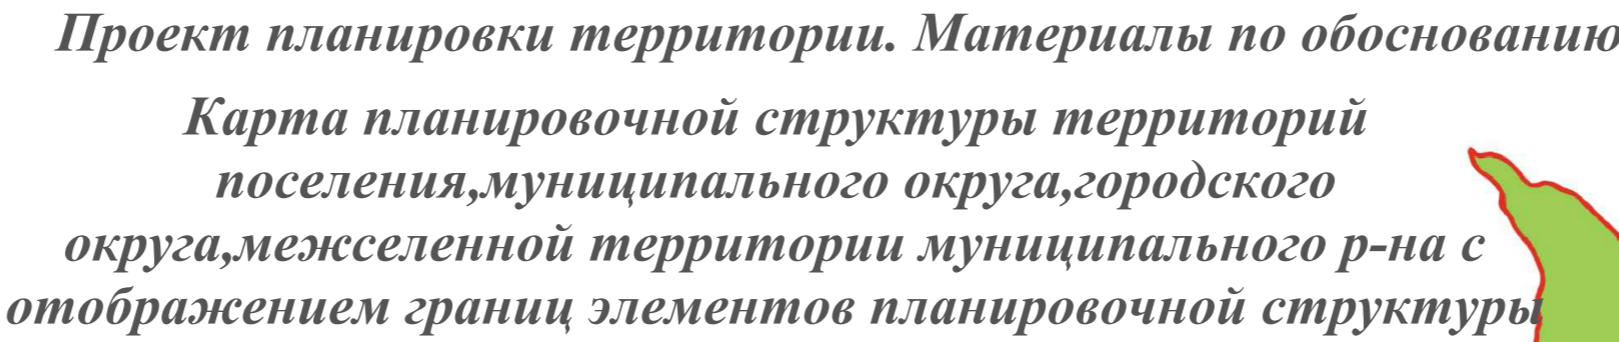 Проект планировки территории. Материалы по обоснованию
Карта планировочной структуры территорий
поселения,муниципального округа,городского
округа,межселенной территории муниципального р-на с
отображением границ элементов планировочной структуры